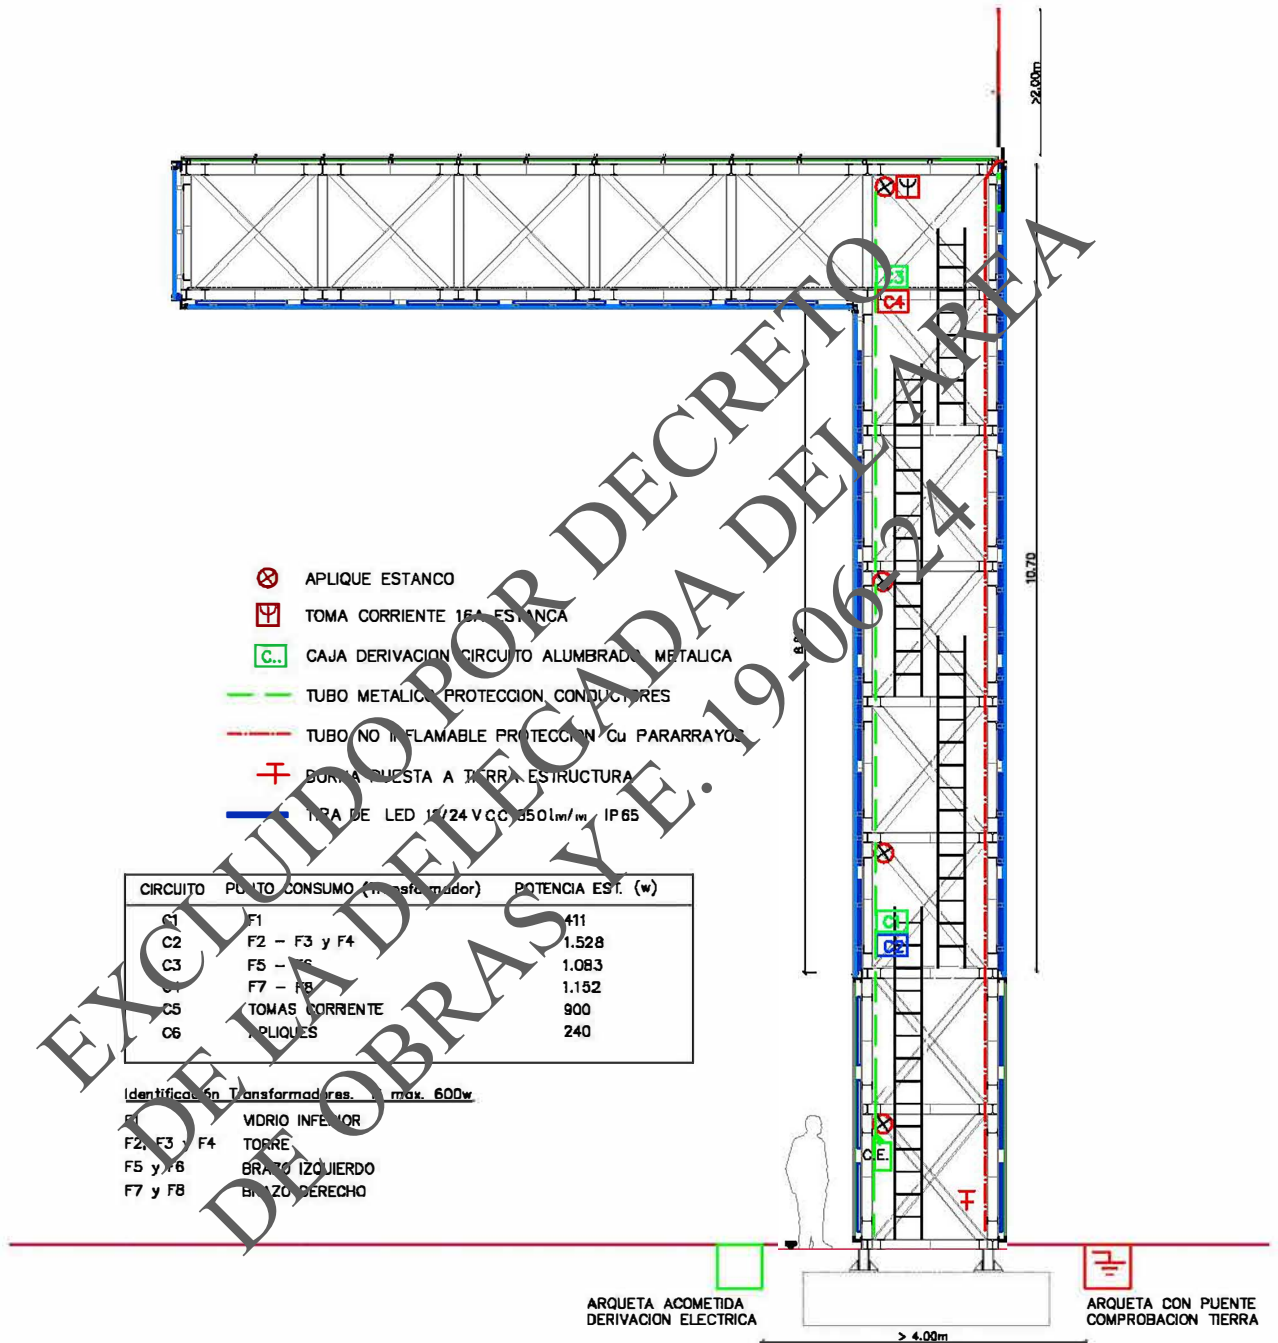 >2.00m
C3
C4
10.70
APLIQUE ESTANCO
TOMA CORRIENTE 16A ESTANCA
C.. CAJA DERIVACION CIRCUITO ALUMBRADO METALICA
TUBO METALICO PROTECCION CONDUCTORES
TUBO NO INFLAMABLE PROTECCION Cu PARARRAYOS
BORNA PUESTA A TIERRA ESTRUCTURA
TIRA DE LED 12/24 V CC 350 lm/m IP65
CIRCUITO PUNTO CONSUMO (Transformador) POTENCIA EST. (w)
C1 F1 411
C2 F2 - F3 y F4 1.528
C3 F5 - F6 1.083
C4 F7 - F8 1.152
C5 TOMAS CORRIENTE 900
C6 APLIQUES 240
C1
C2
Identificación Transformadores. max. 600w
F1 VIDRIO INFERIOR
F2, F3 y F4 TORRE
F5 y F6 BRAZO IZQUIERDO
F7 y F8 BRAZO DERECHO
C.E.
ARQUETA ACOMETIDA
DERIVACION ELECTRICA
ARQUETA CON PUENTE
COMPROBACION TIERRA
> 4.00m
EXCLUIDO POR DECRETO
DE LA DELEGADA DEL AREA
DE OBRAS Y E. 19-06-24